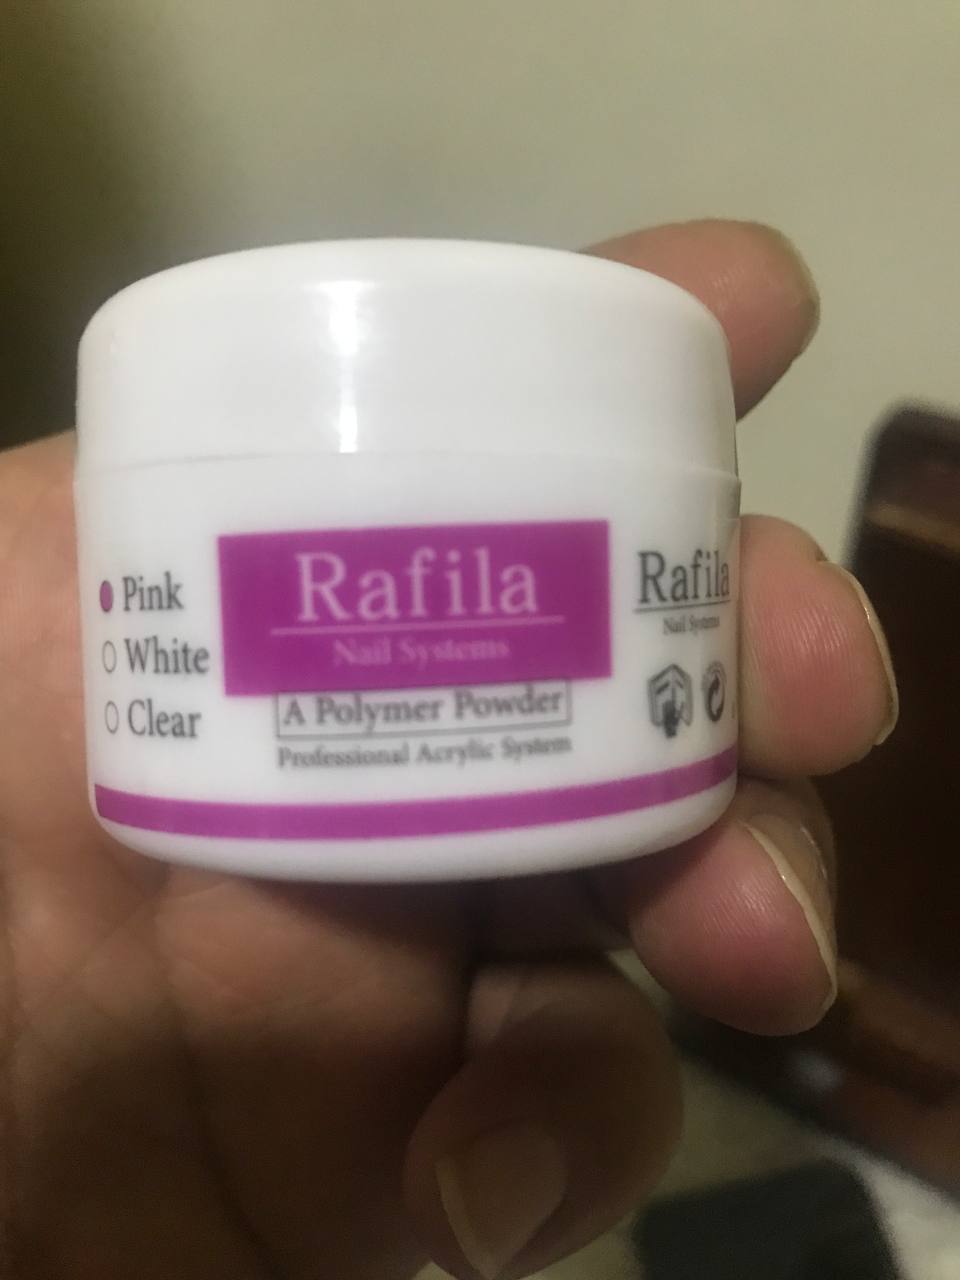 Pink
White
Clear
Rafila
Nail Systems
A Polymer Powder
Professional Acrylic System
Rafila
Nail Systems